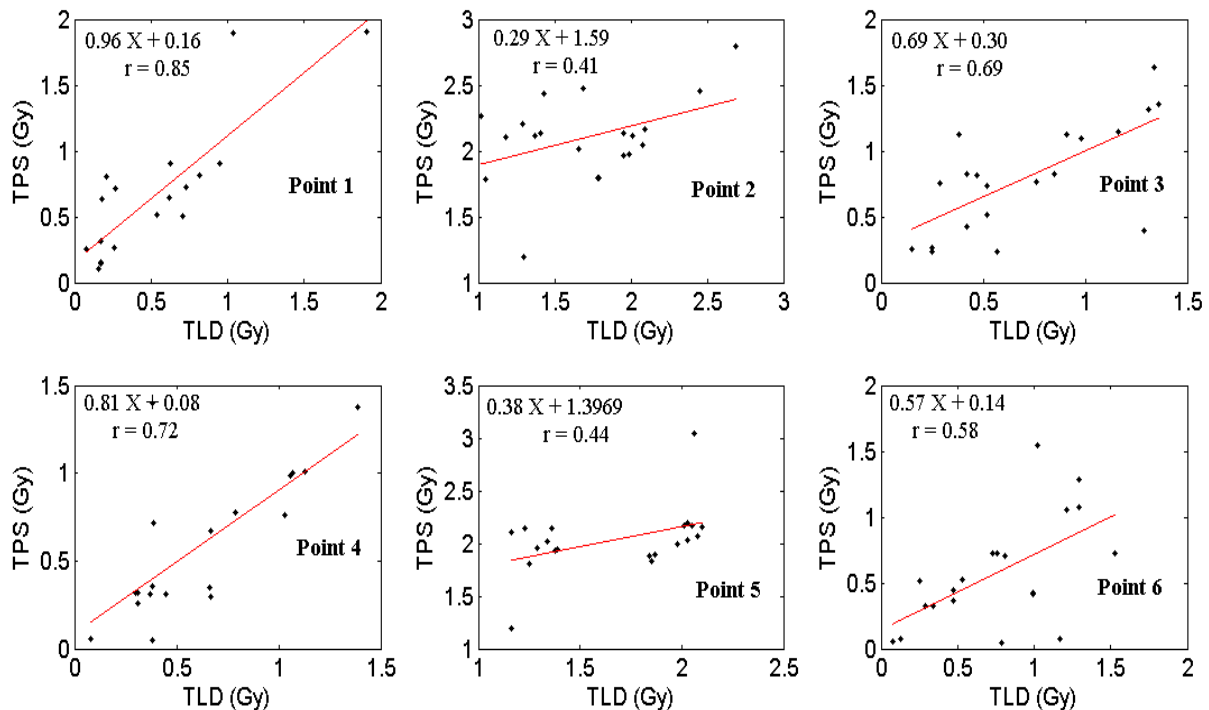 0.96 X + 0.16
r = 0.85
Point 1
TPS (Gy)
TLD (Gy)
0
0.5
1
1.5
2
0
0.5
1
1.5
2
0.29 X + 1.59
r = 0.41
Point 2
TPS (Gy)
TLD (Gy)
1
1.5
2
2.5
3
1
1.5
2
2.5
3
0.69 X + 0.30
r = 0.69
Point 3
TPS (Gy)
TLD (Gy)
0
0.5
1
1.5
2
0
0.5
1
1.5
0.81 X + 0.08
r = 0.72
Point 4
TPS (Gy)
TLD (Gy)
0
0.5
1
1.5
0
0.5
1
1.5
0.38 X + 1.3969
r = 0.44
Point 5
TPS (Gy)
TLD (Gy)
1
1.5
2
2.5
3
3.5
1
1.5
2
2.5
0.57 X + 0.14
r = 0.58
Point 6
TPS (Gy)
TLD (Gy)
0
0.5
1
1.5
2
0
0.5
1
1.5
2